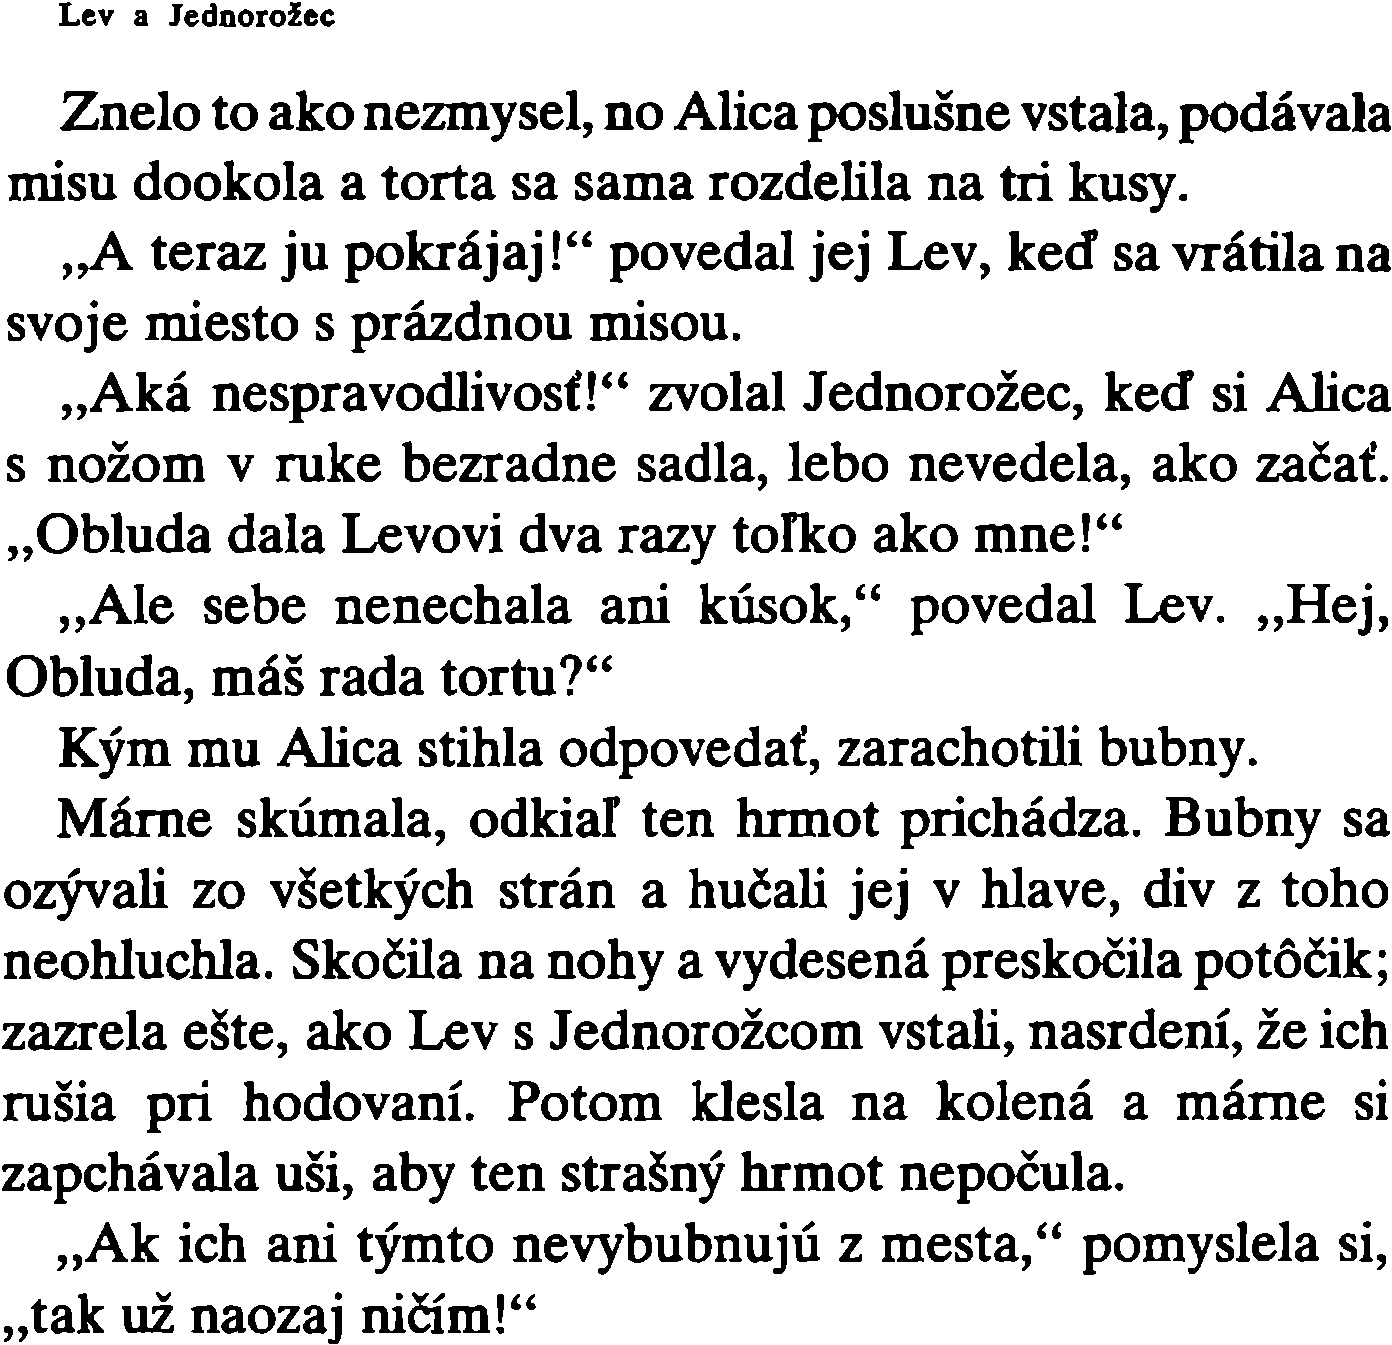 Lev a Jednorožec
Znelo to ako nezmysel, no Alica poslušne vstala, podávala
misu dookola a torta sa sama rozdelila na tri kusy.
„A teraz ju pokrájaj!“ povedal jej Lev, keď sa vrátila na
svoje miesto s prázdnou misou.
„Aká nespravodlivosť!“ zvolal Jednorožec, keď si Alica
s nožom v ruke bezradne sadla, lebo nevedela, ako začať.
„Obluda dala Levovi dva razy toľko ako mne!“
„Ale sebe nenechala ani kúsok,“ povedal Lev. „Hej,
Obluda, máš rada tortu?“
Kým mu Alica stihla odpovedať, zarachotili bubny.
Márne skúmala, odkiaľ ten hrmot prichádza. Bubny sa
ozývali zo všetkých strán a hučali jej v hlave, div z toho
neohluchla. Skočila na nohy a vydesená preskočila potôčik;
zazrela ešte, ako Lev s Jednorožcom vstali, nasrdení, že ich
rušia pri hodovaní. Potom klesla na kolená a márne si
zapchávala uši, aby ten strašný hrmot nepočula.
„Ak ich ani týmto nevybubnujú z mesta,“ pomyslela si,
„tak už naozaj ničím!“